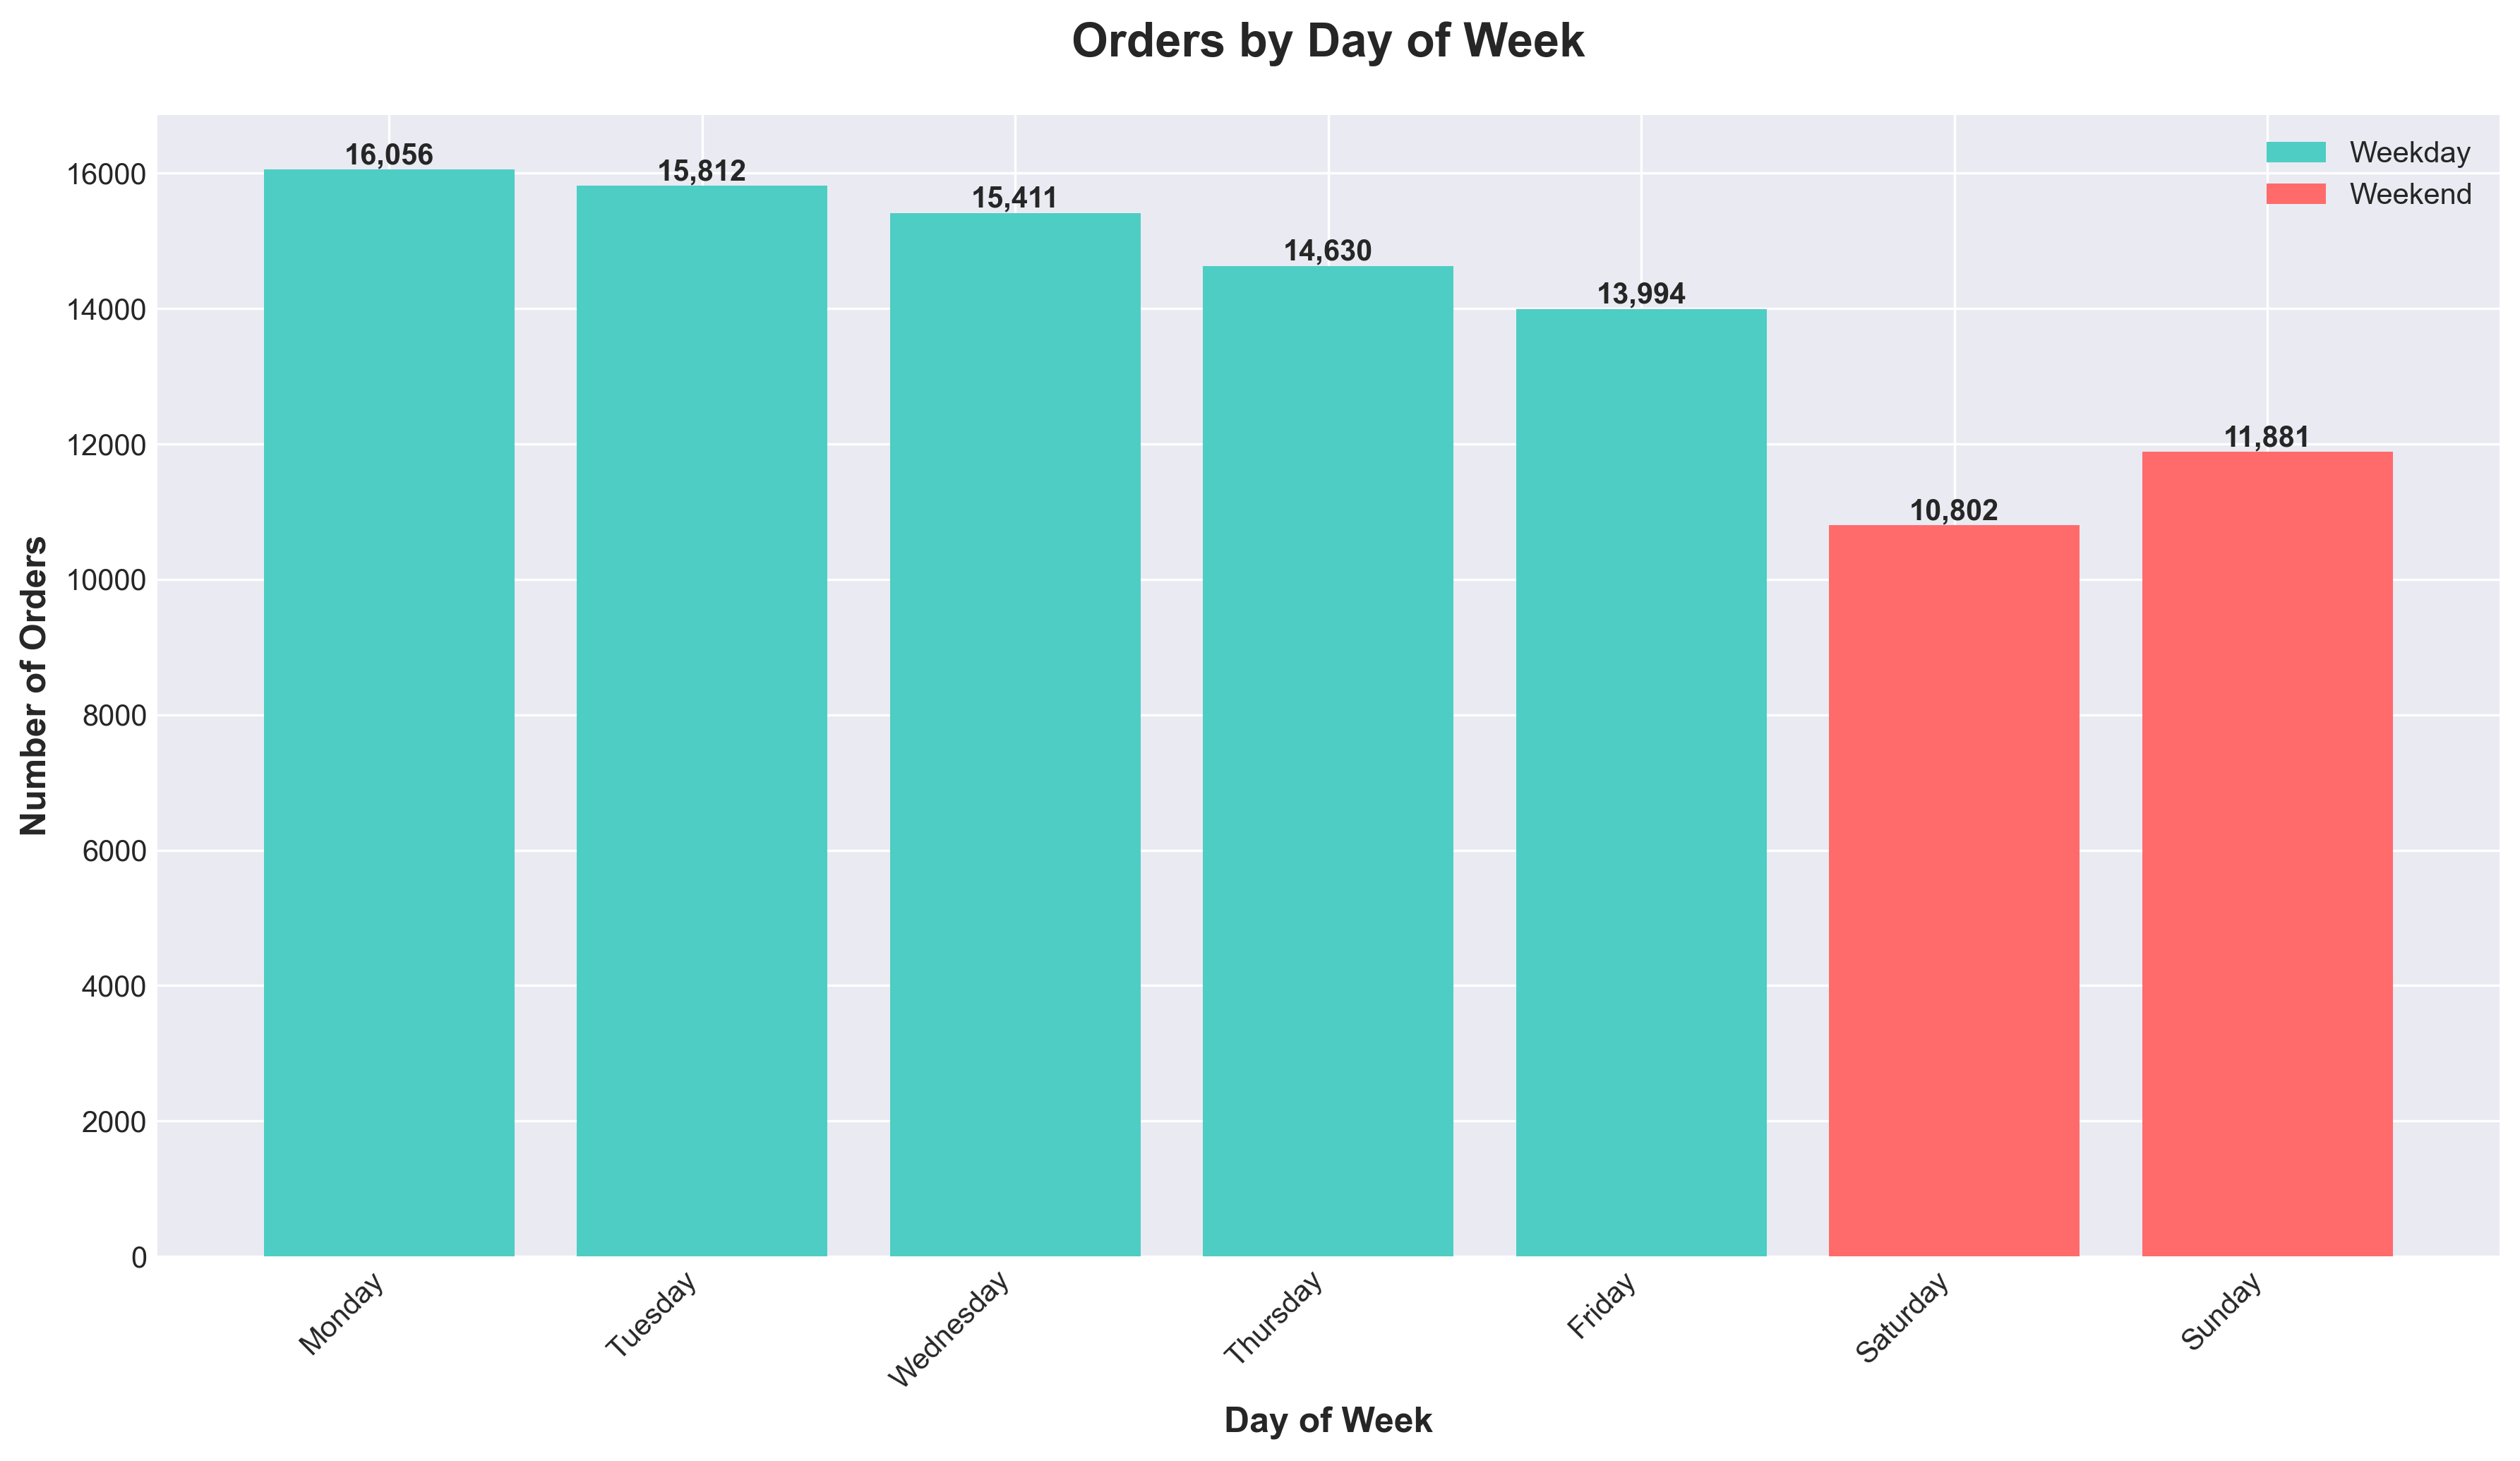 Orders by Day of Week
Weekday
Weekend
16,056
15,812
15,411
14,630
13,994
10,802
11,881
Number of Orders
16000
14000
12000
10000
8000
6000
4000
2000
0
Monday
Tuesday
Wednesday
Thursday
Friday
Saturday
Sunday
Day of Week